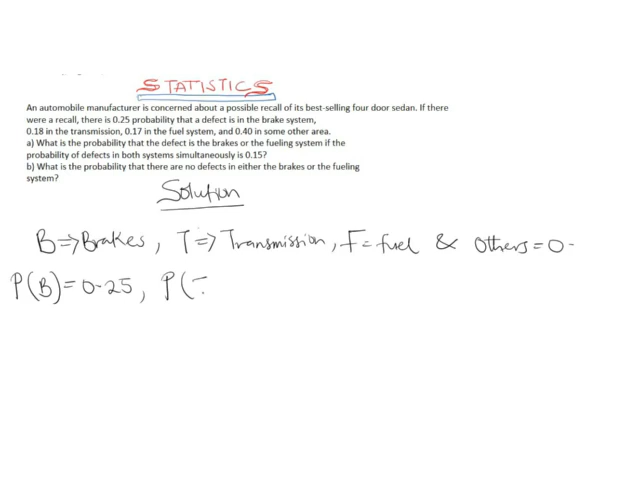 STATISTICS
An automobile manufacturer is concerned about a possible recall of its best-selling four door sedan. If there
were a recall, there is 0.25 probability that a defect is in the brake system,
0.18 in the transmission, 0.17 in the fuel system, and 0.40 in some other area.
a) What is the probability that the defect is the brakes or the fueling system if the
probability of defects in both systems simultaneously is 0.15?
b) What is the probability that there are no defects in either the brakes or the fueling
system?
Solution
B ⇒ Brakes, T ⇒ Transmission, F = fuel & Others = O
P(B) = 0.25, P(